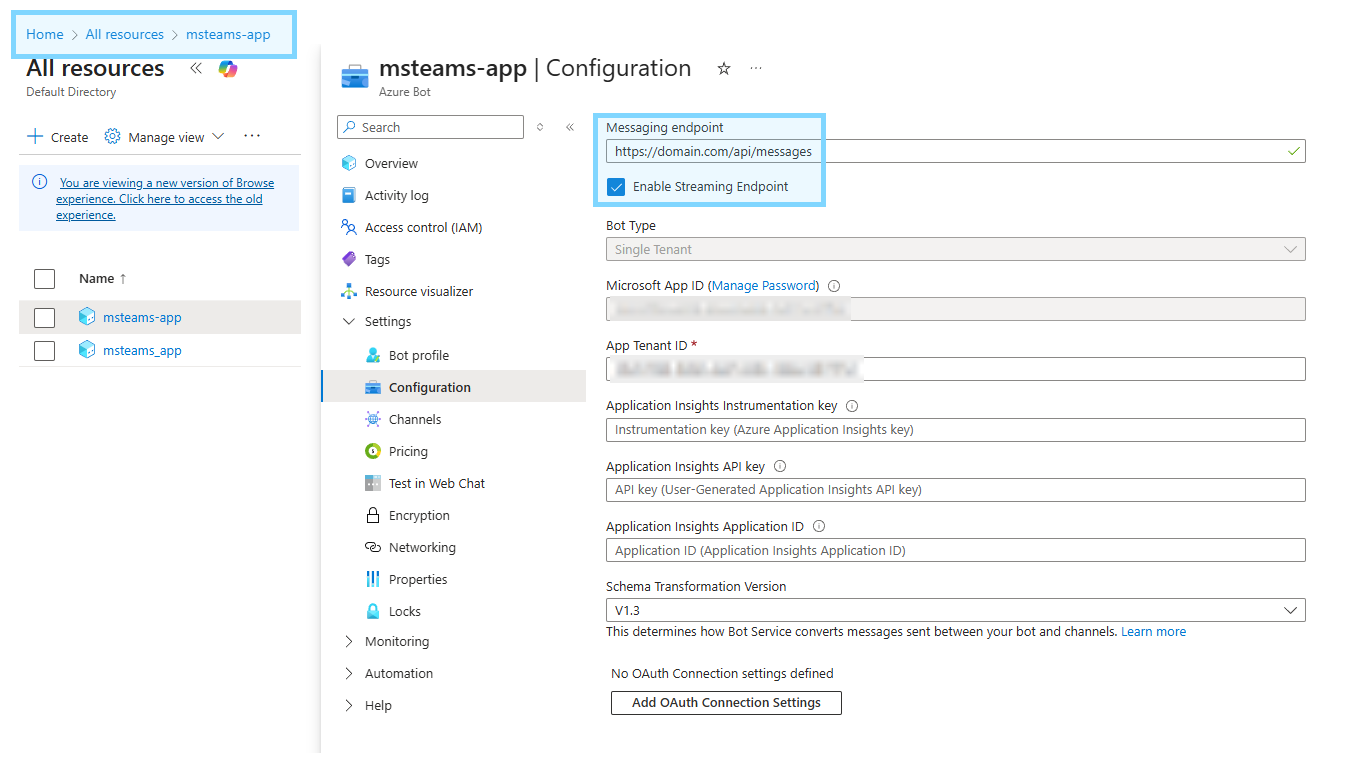 Home > All resources > msteams-app
All resources
Default Directory
Create Manage view ...
You are viewing a new version of Browse
experience. Click here to access the old
experience.
Name ↑
msteams-app
msteams_app
msteams-app | Configuration ...
Azure Bot
Search
Overview
Activity log
Access control (IAM)
Tags
Resource visualizer
Settings
Bot profile
Configuration
Channels
Pricing
Test in Web Chat
Encryption
Networking
Properties
Locks
Monitoring
Automation
Help
Messaging endpoint
https://domain.com/api/messages
Enable Streaming Endpoint
Bot Type
Single Tenant
Microsoft App ID (Manage Password)
App Tenant ID *
Application Insights Instrumentation key
Instrumentation key (Azure Application Insights key)
Application Insights API key
API key (User-Generated Application Insights API key)
Application Insights Application ID
Application ID (Application Insights Application ID)
Schema Transformation Version
V1.3
This determines how Bot Service converts messages sent between your bot and channels. Learn more
No OAuth Connection settings defined
Add OAuth Connection Settings